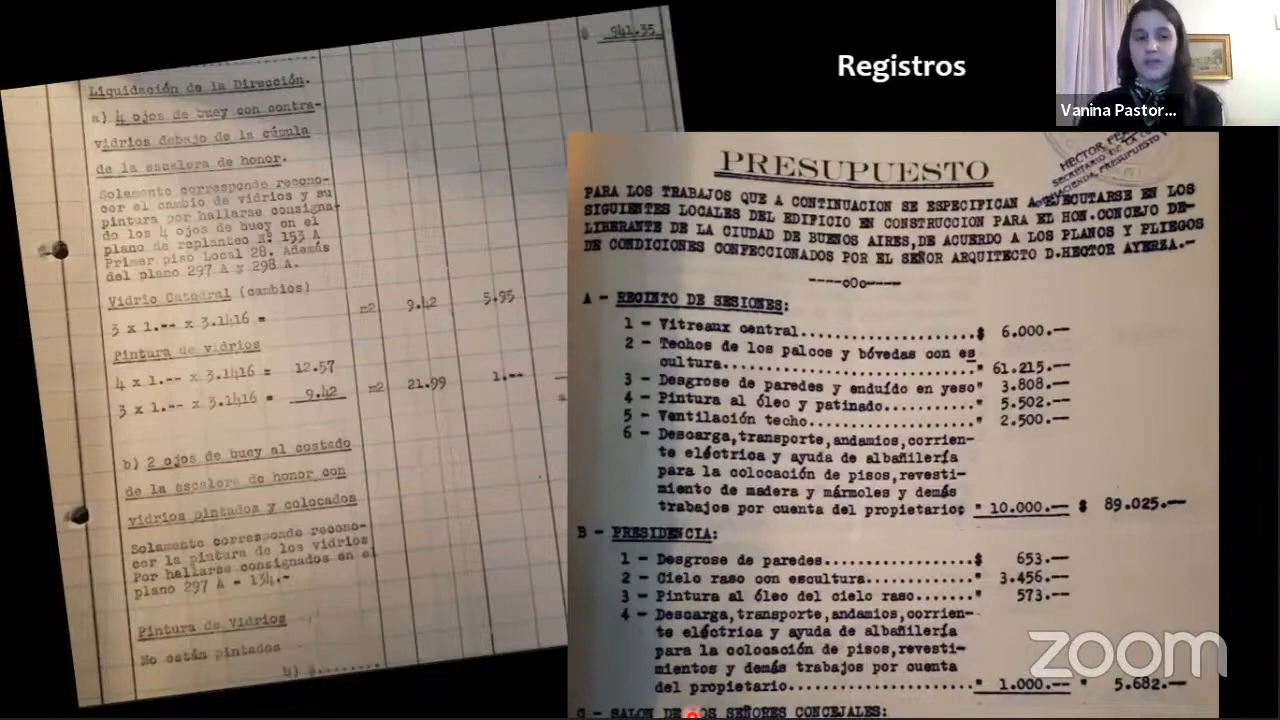 Registros
Vanina Pastor...
941.35
Liquidación de la Dirección.
a) 4 ojos de buey con contra-
vidrios debajo de la cúpula
de la escalera de honor.
Solamente corresponde recono-
cer el cambio de vidrios y su
pintura por hallarse consigna-
do los 4 ojos de buey en el
plano de replanteo Nº 153 A
Primer piso Local 28. Además
del plano 297 A y 298 A.
Vidrio Catedral (cambios)
3 x 1.-- x 3.1416 = m2 9.42 5.95
Pintura de vidrios
4 x 1.-- x 3.1416 = 12.57
3 x 1.-- x 3.1416 = 9.42 m2 21.99 1.--
b) 2 ojos de buey al costado
de la escalera de honor con
vidrios pintados y colocados
Solamente corresponde recono-
cer la pintura de los vidrios
Por hallarse consignados en el
plano 297 A - 134.-
Pintura de Vidrios
No están pintados
HECTOR
SECRETARIO DE LA
HACIENDA, PRESUPUESTO
PRESUPUESTO
PARA LOS TRABAJOS QUE A CONTINUACION SE ESPECIFICAN A EJECUTARSE EN LOS
SIGUIENTES LOCALES DEL EDIFICIO EN CONSTRUCCION PARA EL HON.CONCEJO DE-
LIBERANTE DE LA CIUDAD DE BUENOS AIRES,DE ACUERDO A LOS PLANOS Y PLIEGOS
DE CONDICIONES CONFECCIONADOS POR EL SEÑOR ARQUITECTO D.HECTOR AYERZA.-
-----oOo-----
A - RECINTO DE SESIONES:
1 - Vitreaux central....................$ 6.000.--
2 - Techos de los palcos y bóvedas con es
cultura.............................." 61.215.--
3 - Desgrose de paredes y enduído en yeso" 3.808.--
4 - Pintura al óleo y patinado.........." 5.502.--
5 - Ventilación techo..................." 2.500.--
6 - Descarga,transporte,andamios,corrien-
te eléctrica y ayuda de albañilería
para la colocación de pisos,revesti-
miento de madera y mármoles y demás
trabajos por cuenta del propietario; " 10.000.-- $ 89.025.--
B - PRESIDENCIA:
1 - Desgrose de paredes.................$ 653.--
2 - Cielo raso con escultura............" 3.456.--
3 - Pintura al óleo del cielo raso......." 573.--
4 - Descarga,transporte,andamios,corrien-
te eléctrica y ayuda de albañilería
para la colocación de pisos,revesti-
mientos y demás trabajos por cuenta
del propietario......................" 1.000.-- " 5.682.--
C - SALON DE LOS SEÑORES CONCEJALES:
zoom